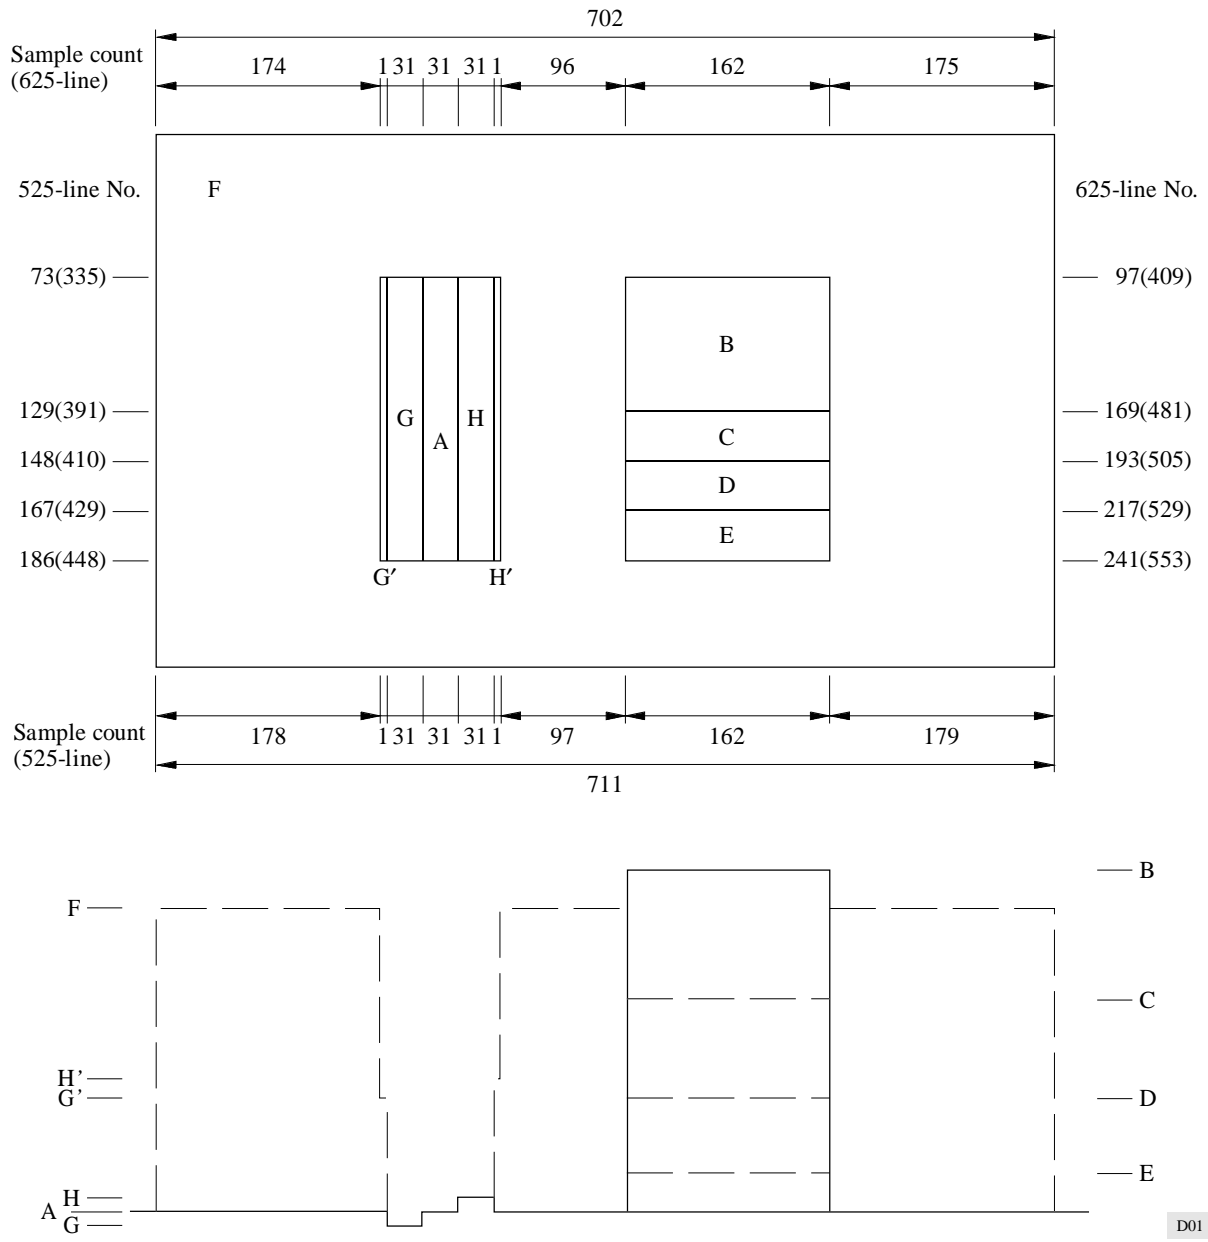 702
Sample count
(625-line)
174 1 31 31 31 1 96 162 175
525-line No. F 625-line No.
73(335) 97(409)
B
129(391) G A H 169(481)
C
148(410) 193(505)
D
167(429) 217(529)
E
186(448) 241(553)
G′ H′
Sample count
(525-line)
178 1 31 31 31 1 97 162 179
711
B
F
C
H’
G’ D
E
H
A
G
D01